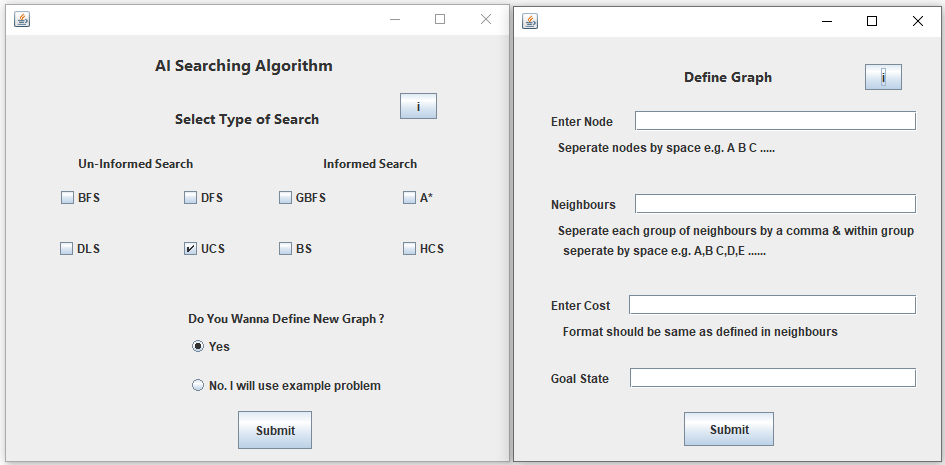 AI Searching Algorithm
Select Type of Search
i
Un-Informed Search
Informed Search
BFS
DFS
GBFS
A*
DLS
UCS
BS
HCS
Do You Wanna Define New Graph ?
Yes
No. I will use example problem
Submit
Define Graph
i
Enter Node
Seperate nodes by space e.g. A B C .....
Neighbours
Seperate each group of neighbours by a comma & within group
seperate by space e.g. A,B C,D,E ......
Enter Cost
Format should be same as defined in neighbours
Goal State
Submit